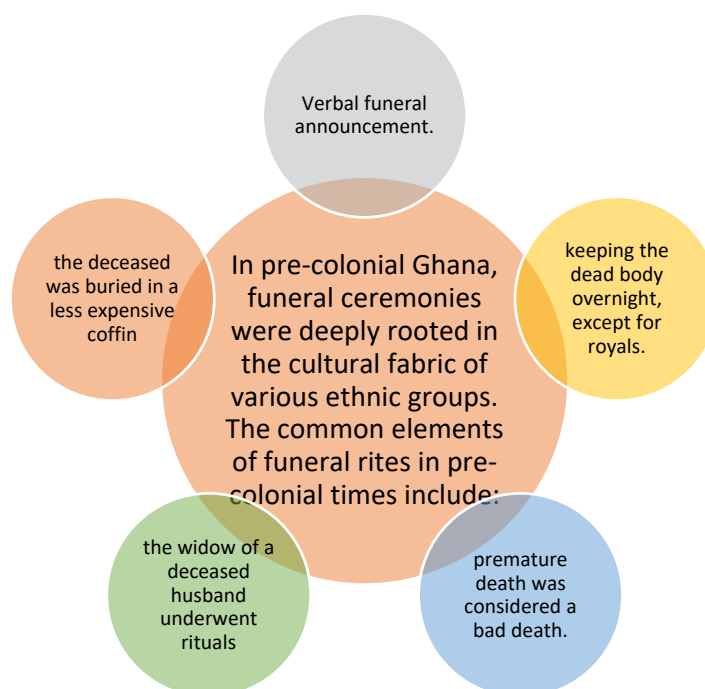 Verbal funeral
announcement.
In pre-colonial Ghana,
funeral ceremonies
were deeply rooted in
the cultural fabric of
various ethnic groups.
The common elements
of funeral rites in pre-
colonial times include:
keeping the
dead body
overnight,
except for
royals.
premature
death was
considered a
bad death.
the widow of a
deceased
husband
underwent
rituals
the deceased
was buried in a
less expensive
coffin